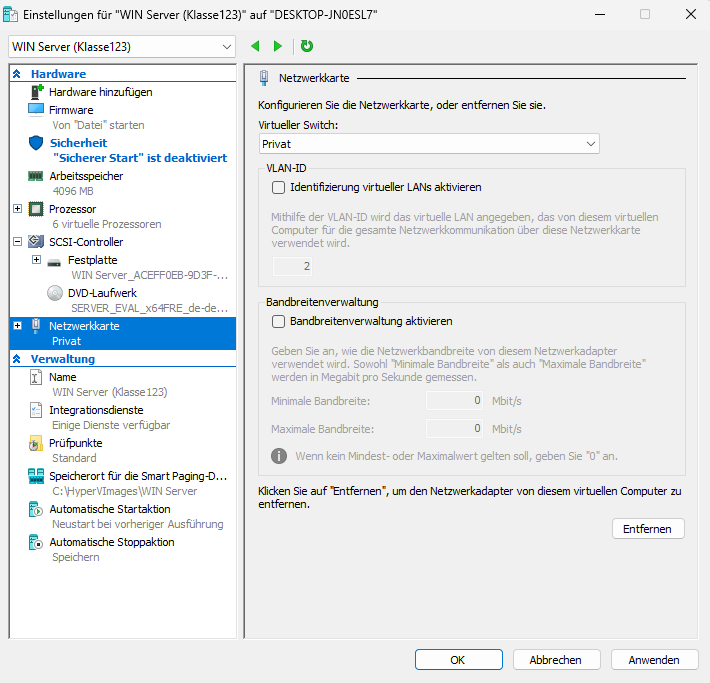 Einstellungen für "WIN Server (Klasse123)" auf "DESKTOP-JN0ESL7"
WIN Server (Klasse123)
Hardware
Hardware hinzufügen
Firmware
Von "Datei" starten
Sicherheit
"Sicherer Start" ist deaktiviert
Arbeitsspeicher
4096 MB
Prozessor
6 virtuelle Prozessoren
SCSI-Controller
Festplatte
WIN Server_ACEFF0EB-9D3F-...
DVD-Laufwerk
SERVER_EVAL_x64FRE_de-de...
Netzwerkkarte
Privat
Verwaltung
Name
WIN Server (Klasse123)
Integrationsdienste
Einige Dienste verfügbar
Prüfpunkte
Standard
Speicherort für die Smart Paging-D...
C:\HyperVImages\WIN Server
Automatische Startaktion
Neustart bei vorheriger Ausführung
Automatische Stoppaktion
Speichern
Netzwerkkarte
Konfigurieren Sie die Netzwerkkarte, oder entfernen Sie sie.
Virtueller Switch:
Privat
VLAN-ID
Identifizierung virtueller LANs aktivieren
Mithilfe der VLAN-ID wird das virtuelle LAN angegeben, das von diesem virtuellen
Computer für die gesamte Netzwerkkommunikation über diese Netzwerkkarte
verwendet wird.
2
Bandbreitenverwaltung
Bandbreitenverwaltung aktivieren
Geben Sie an, wie die Netzwerkbandbreite von diesem Netzwerkadapter
verwendet wird. Sowohl "Minimale Bandbreite" als auch "Maximale Bandbreite"
werden in Megabit pro Sekunde gemessen.
Minimale Bandbreite: 0 Mbit/s
Maximale Bandbreite: 0 Mbit/s
Wenn kein Mindest- oder Maximalwert gelten soll, geben Sie "0" an.
Klicken Sie auf "Entfernen", um den Netzwerkadapter von diesem virtuellen Computer zu
entfernen.
Entfernen
OK Abbrechen Anwenden